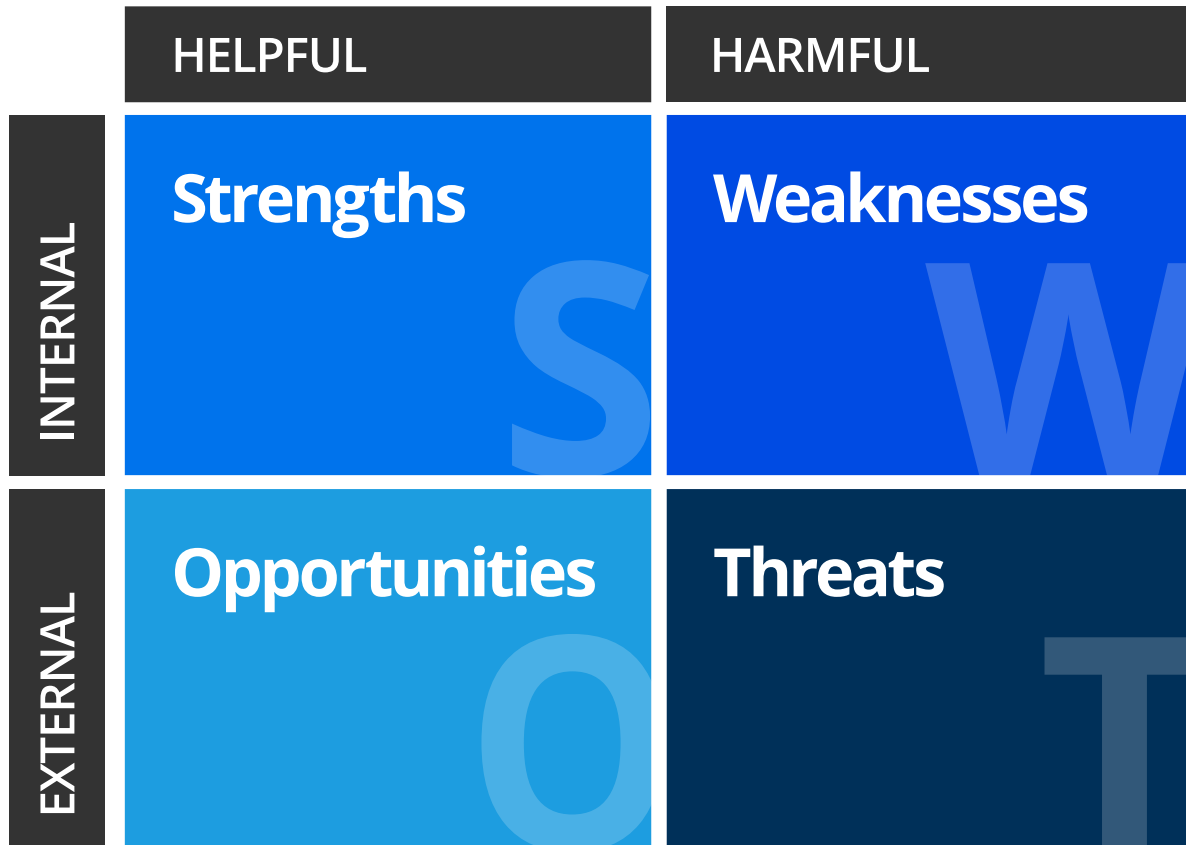 HELPFUL
HARMFUL
INTERNAL
Strengths
S
Weaknesses
W
EXTERNAL
Opportunities
O
Threats
T